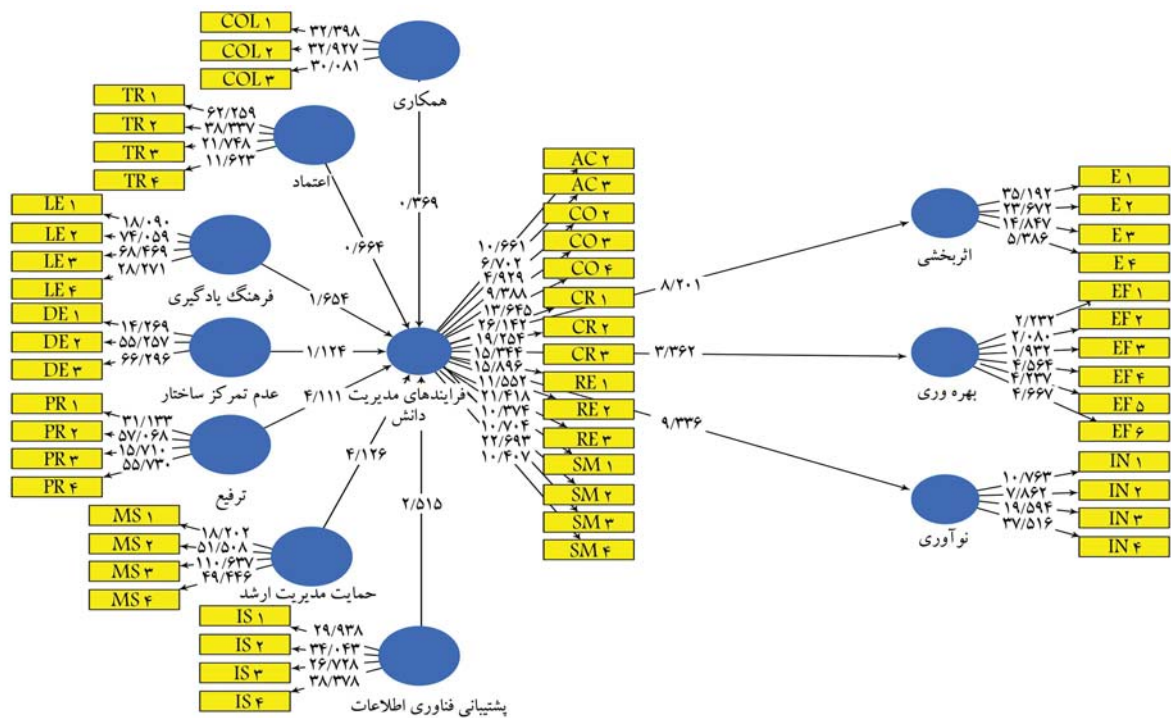 COL ۱
COL ۲
COL ۳
۳۲/۳۹۸
۳۲/۹۲۷
۳۰/۰۸۱
همکاری
TR ۱
TR ۲
TR ۳
TR ۴
۶۲/۲۵۹
۳۸/۳۳۷
۲۱/۷۴۸
۱۱/۶۲۳
اعتماد
LE ۱
LE ۲
LE ۳
LE ۴
۱۸/۰۹۰
۷۴/۰۵۹
۶۸/۴۶۹
۲۸/۲۷۱
فرهنگ یادگیری
DE ۱
DE ۲
DE ۳
۱۴/۲۶۹
۵۵/۲۵۷
۶۶/۲۹۶
عدم تمرکز ساختار
PR ۱
PR ۲
PR ۳
PR ۴
۳۱/۱۳۳
۵۷/۰۶۸
۱۵/۷۱۰
۵۵/۷۳۰
ترفیع
MS ۱
MS ۲
MS ۳
MS ۴
۱۸/۲۰۲
۵۱/۵۰۸
۱۱۰/۶۳۷
۴۹/۴۴۶
حمایت مدیریت ارشد
IS ۱
IS ۲
IS ۳
IS ۴
۲۹/۹۳۸
۳۴/۰۴۳
۲۶/۷۲۸
۳۸/۳۷۸
پشتیبانی فناوری اطلاعات
۰/۳۶۹
۰/۶۶۴
۱/۶۵۴
۱/۱۲۴
۴/۱۱۱
۴/۱۲۶
۲/۵۱۵
فرایندهای مدیریت
دانش
۱۰/۶۶۱
۶/۷۰۲
۴/۹۲۹
۹/۳۸۸
۱۳/۶۴۵
۲۶/۱۴۲
۱۹/۲۵۴
۱۵/۳۴۴
۱۵/۸۹۶
۱۱/۵۵۲
۲۱/۴۱۸
۱۰/۳۷۴
۱۰/۷۰۴
۲۲/۶۹۳
۱۰/۴۰۷
AC ۲
AC ۳
CO ۲
CO ۳
CO ۴
CR ۱
CR ۲
CR ۳
RE ۱
RE ۲
RE ۳
SM ۱
SM ۲
SM ۳
SM ۴
۸/۲۰۱
۳/۳۶۲
۹/۳۳۶
اثربخشی
۳۵/۱۹۲
۲۳/۶۷۲
۱۴/۸۴۷
۵/۳۸۶
E ۱
E ۲
E ۳
E ۴
بهره وری
۲/۲۳۲
۲/۰۸۰
۱/۹۳۲
۴/۵۶۴
۴/۲۳۷
۴/۶۶۷
EF ۱
EF ۲
EF ۳
EF ۴
EF ۵
EF ۶
نوآوری
۱۰/۷۶۳
۷/۸۶۲
۱۹/۵۹۴
۳۷/۵۱۶
IN ۱
IN ۲
IN ۳
IN ۴